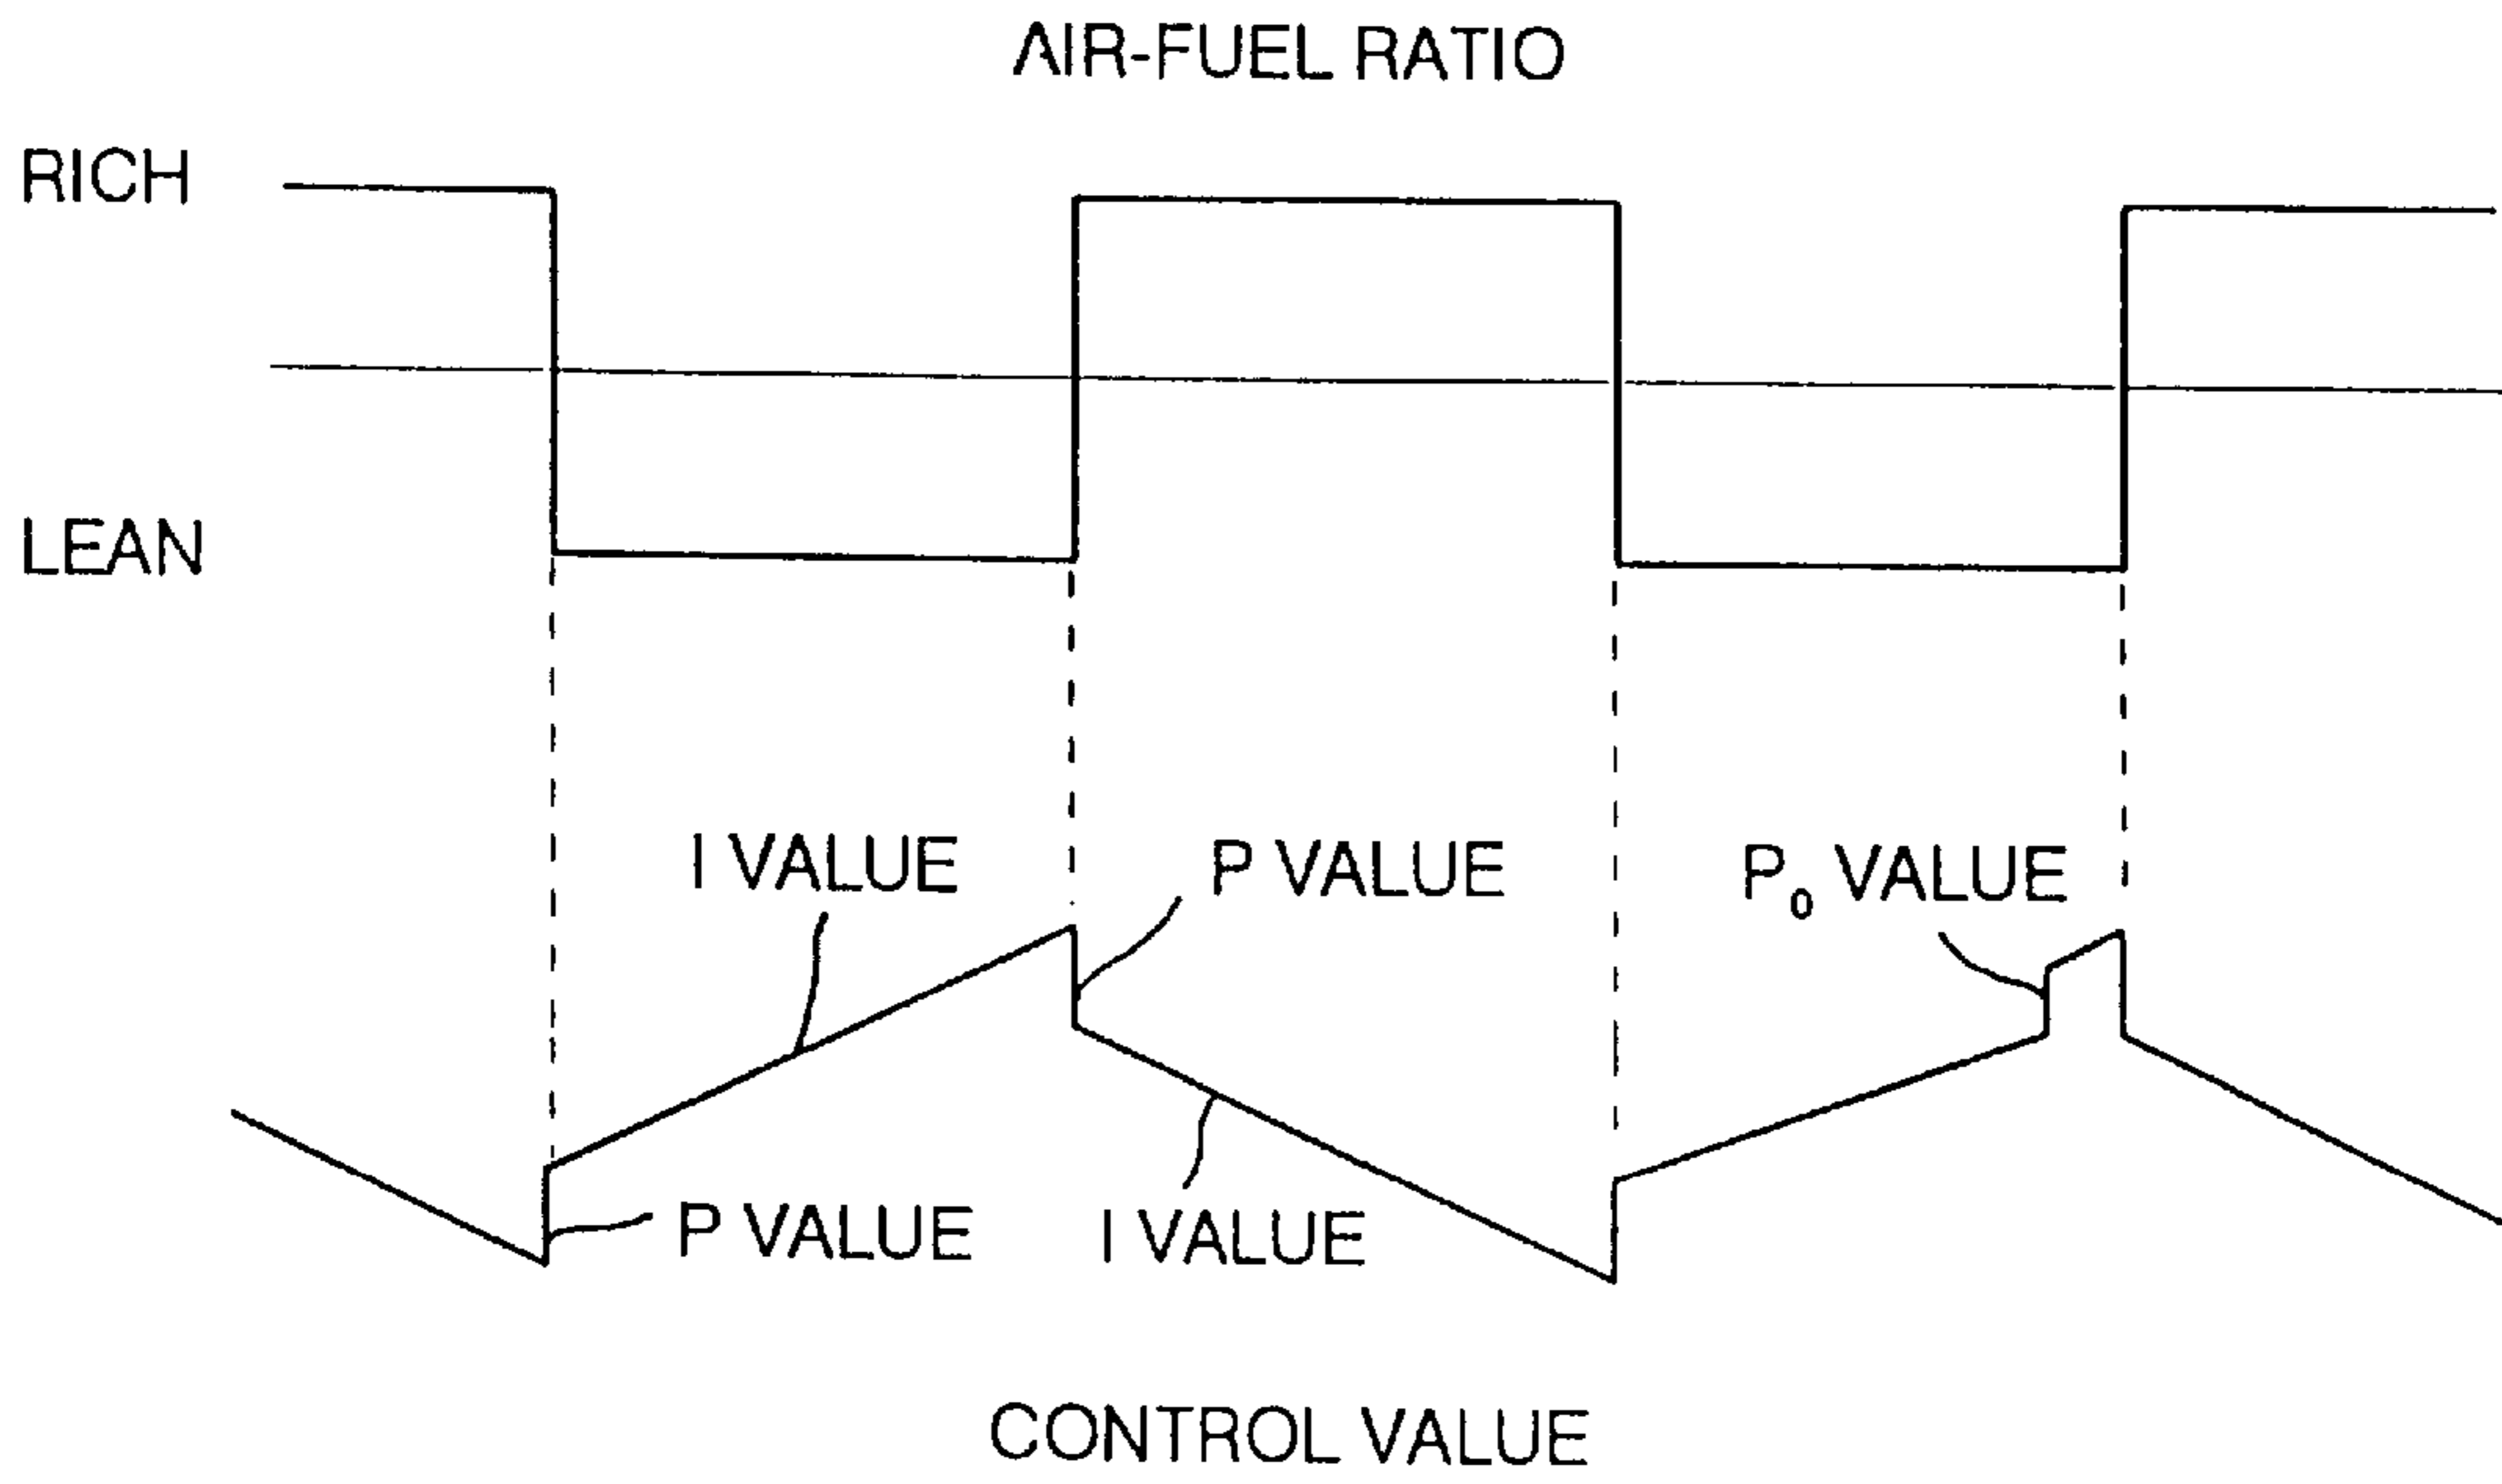 AIR-FUEL RATIO
RICH
LEAN
I VALUE
P VALUE
P₀ VALUE
P VALUE
I VALUE
CONTROL VALUE